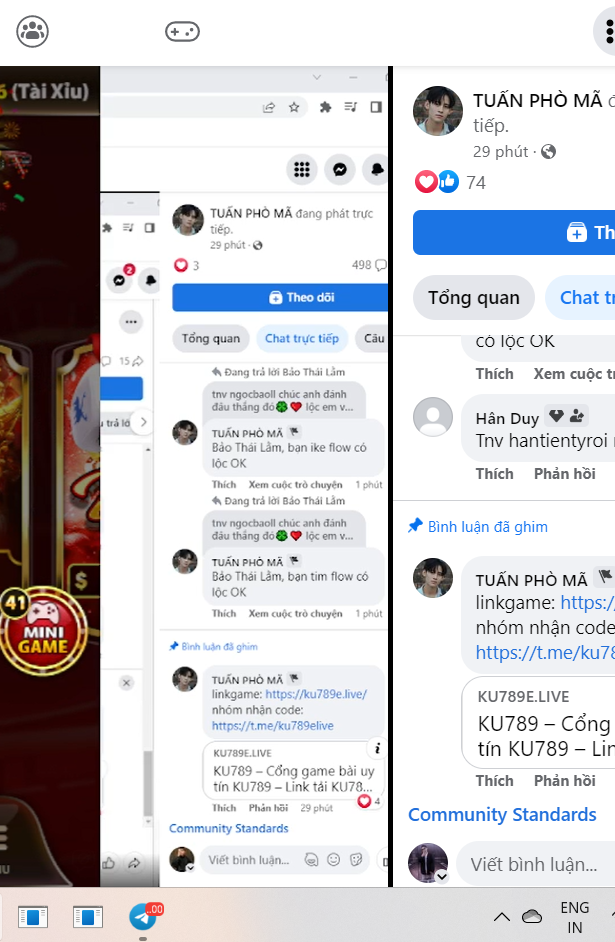 (Tài Xỉu)
41
MINI
GAME
$
2
15
TUẤN PHÒ MÃ đang phát trực
tiếp.
29 phút
3
498
Theo dõi
Tổng quan
Chat trực tiếp
Câu
Đang trả lời Bảo Thái Lâm
tnv ngocbaoll chúc anh đánh
đâu thắng đó🍀❤️ lộc em v...
TUẤN PHÒ MÃ
Bảo Thái Lâm, bạn ike flow có
lộc OK
Thích Xem cuộc trò chuyện 1 phút
Đang trả lời Bảo Thái Lâm
tnv ngocbaoll chúc anh đánh
đâu thắng đó🍀❤️ lộc em v...
TUẤN PHÒ MÃ
Bảo Thái Lâm, bạn tim flow có
lộc OK
Thích Xem cuộc trò chuyện 1 phút
Bình luận đã ghim
TUẤN PHÒ MÃ
linkgame: https://ku789e.live/
nhóm nhận code:
https://t.me/ku789elive
KU789E.LIVE
KU789 – Cổng game bài uy
tín KU789 – Link tải KU78...
Thích Phản hồi 29 phút
4
Community Standards
Viết bình luận...
TUẤN PHÒ MÃ
tiếp.
29 phút ·
74
Th
Tổng quan
Chat tr
có lộc OK
Thích Xem cuộc tr
Hân Duy
Tnv hantientyroi
Thích Phản hồi
Bình luận đã ghim
TUẤN PHÒ MÃ
linkgame: https:/
nhóm nhận code
https://t.me/ku78
KU789E.LIVE
KU789 – Cổng
tín KU789 – Lin
Thích Phản hồi
Community Standards
Viết bình luận...
..00
ENG
IN